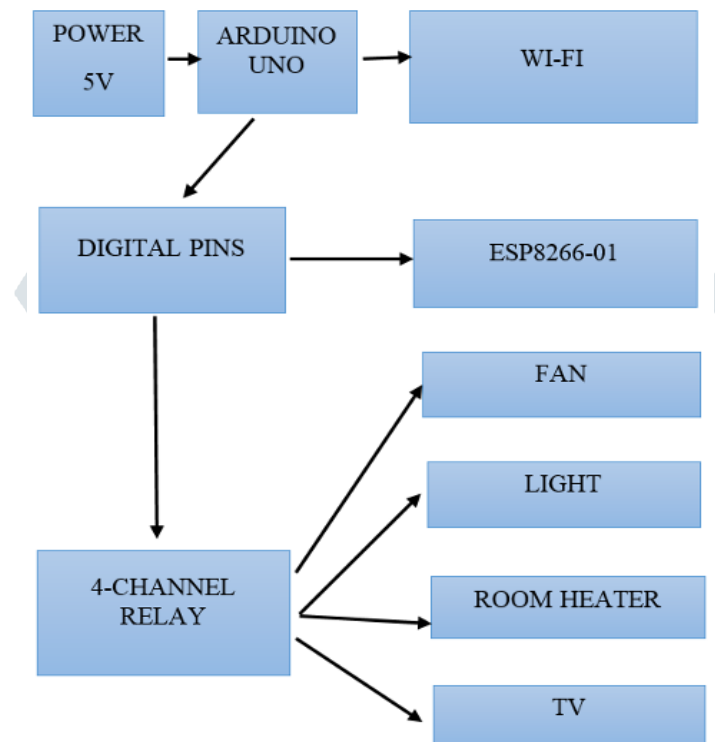 POWER
5V
ARDUINO
UNO
WI-FI
DIGITAL PINS
ESP8266-01
FAN
LIGHT
4-CHANNEL
RELAY
ROOM HEATER
TV